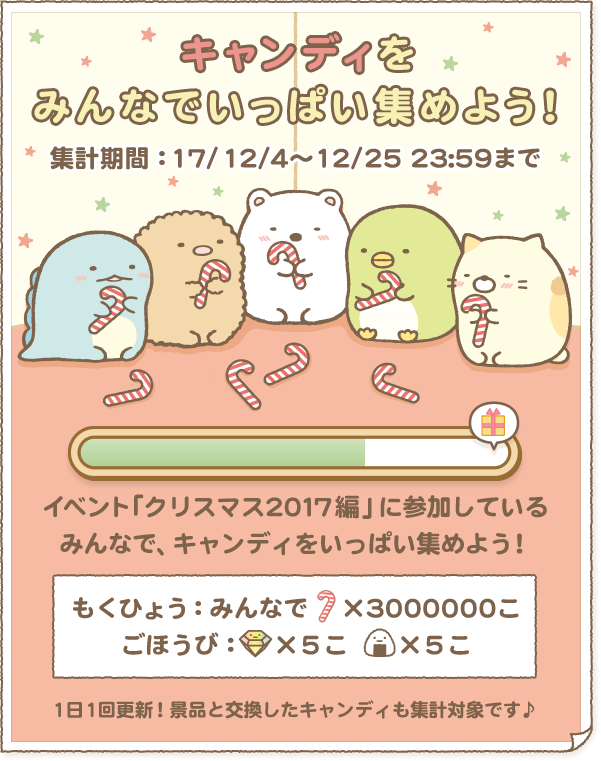 キャンディを
みんなでいっぱい集めよう！
集計期間：17/12/4～12/25 23:59まで
イベント「クリスマス2017編」に参加している
みんなで、キャンディをいっぱい集めよう！
もくひょう：みんなで ×3000000こ
ごほうび： ×5こ ×5こ
1日1回更新！景品と交換したキャンディも集計対象です♪